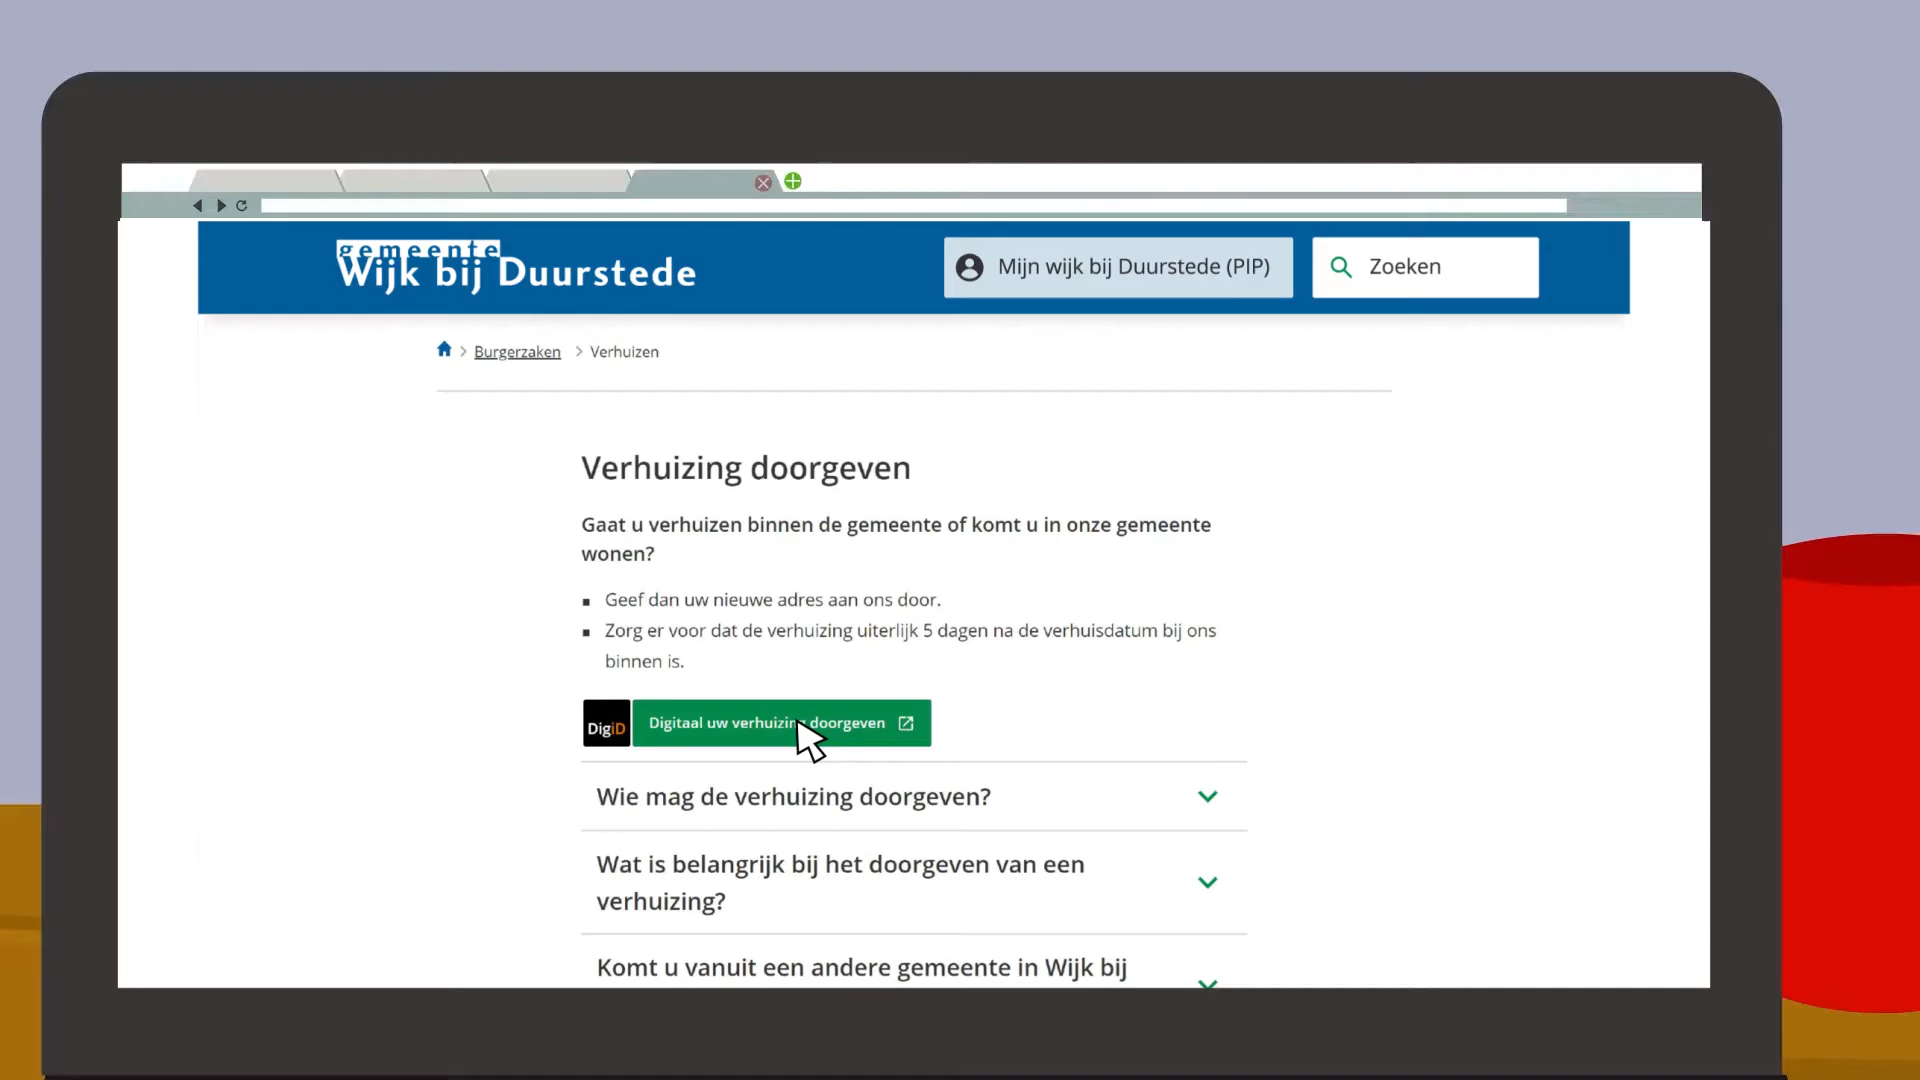 gemeente
Wijk bij Duurstede
Mijn wijk bij Duurstede (PIP)
Zoeken
Burgerzaken > Verhuizen
Verhuizing doorgeven
Gaat u verhuizen binnen de gemeente of komt u in onze gemeente
wonen?
Geef dan uw nieuwe adres aan ons door.
Zorg er voor dat de verhuizing uiterlijk 5 dagen na de verhuisdatum bij ons
binnen is.
DigiD
Digitaal uw verhuizing doorgeven
Wie mag de verhuizing doorgeven?
Wat is belangrijk bij het doorgeven van een
verhuizing?
Komt u vanuit een andere gemeente in Wijk bij